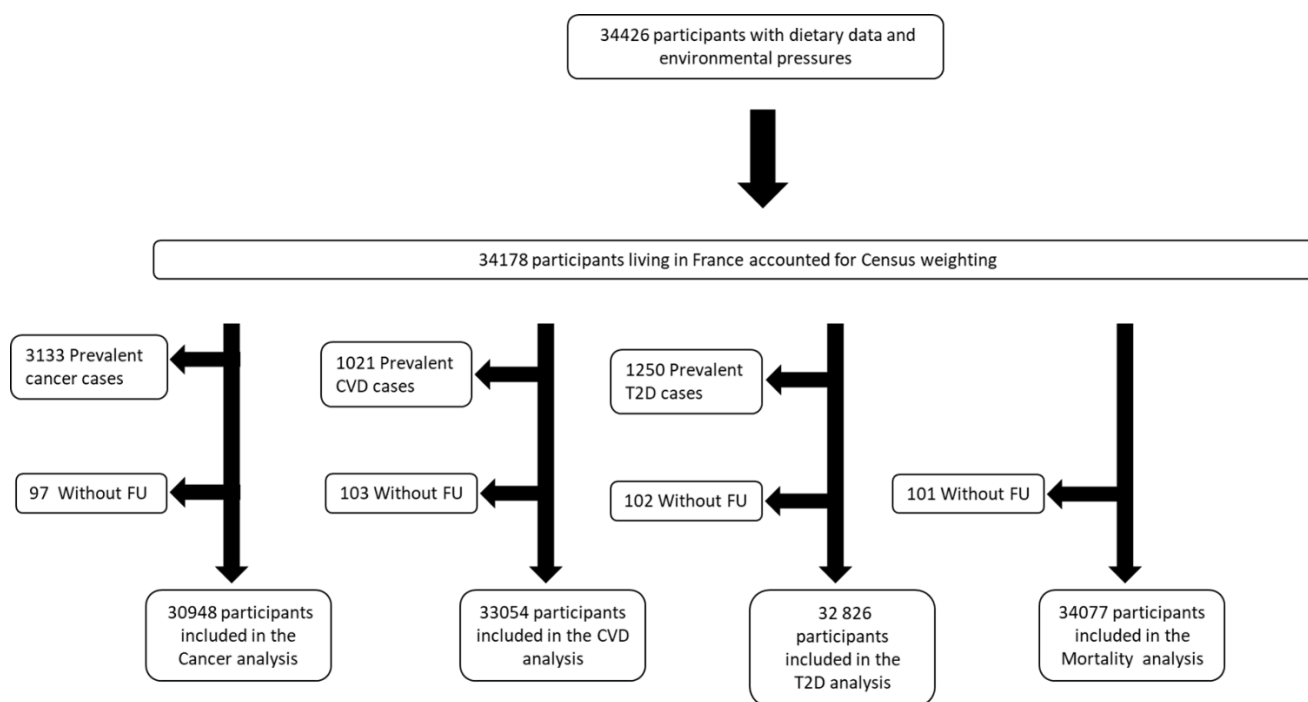 34426 participants with dietary data and
environmental pressures
34178 participants living in France accounted for Census weighting
3133 Prevalent
cancer cases
1021 Prevalent
CVD cases
1250 Prevalent
T2D cases
97 Without FU
103 Without FU
102 Without FU
101 Without FU
30948 participants
included in the
Cancer analysis
33054 participants
included in the CVD
analysis
32 826
participants
included in the
T2D analysis
34077 participants
included in the
Mortality analysis